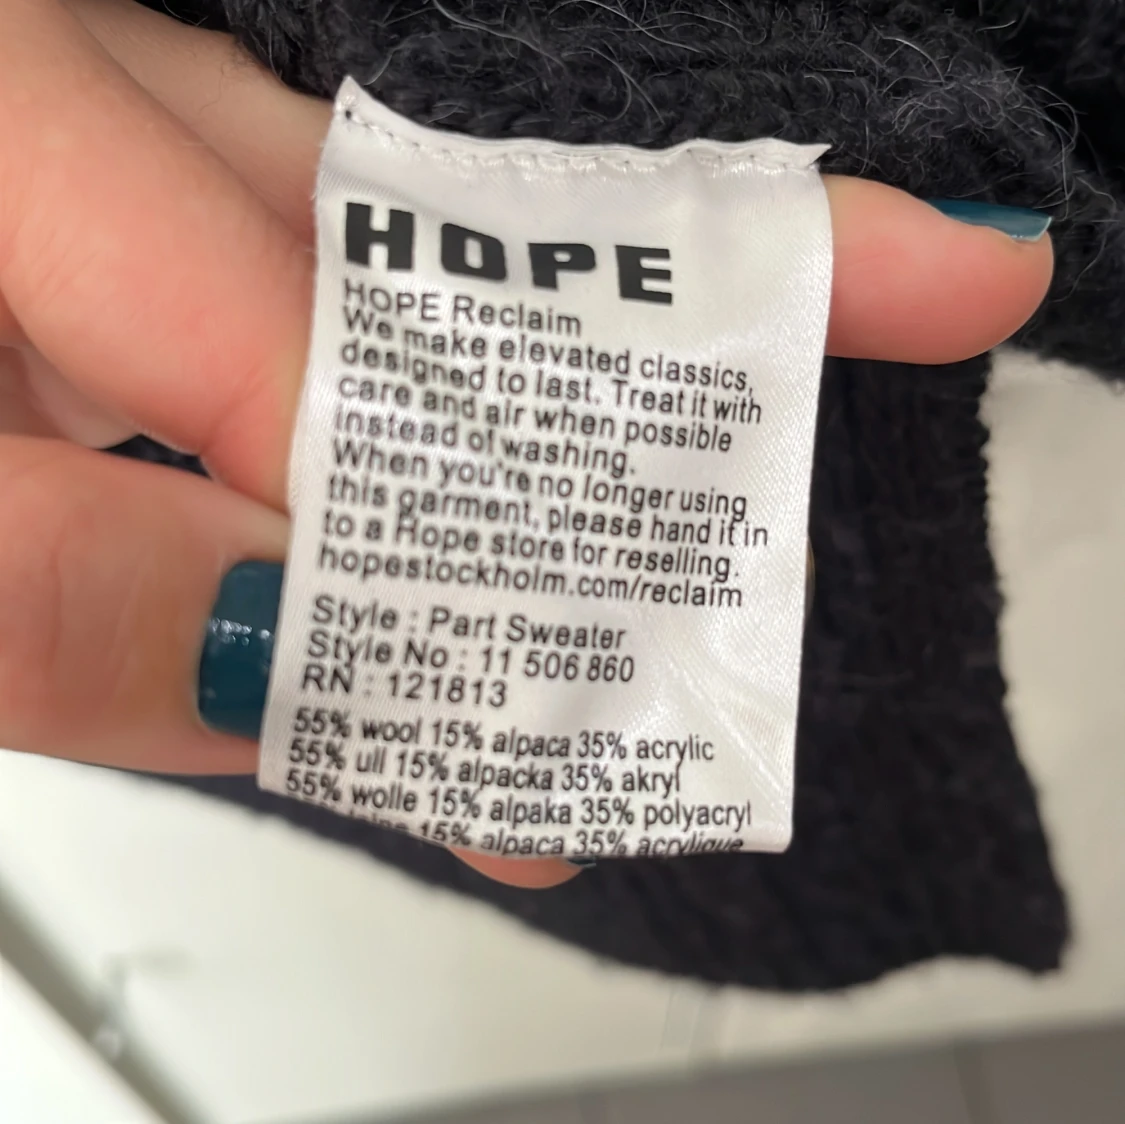 HOPE
HOPE Reclaim
We make elevated classics,
designed to last. Treat it with
care and air when possible
instead of washing.
When you're no longer using
this garment, please hand it in
to a Hope store for reselling.
hopestockholm.com/reclaim
Style : Part Sweater
Style No : 11 506 860
RN : 121813
55% wool 15% alpaca 35% acrylic
55% ull 15% alpacka 35% akryl
55% wolle 15% alpaka 35% polyacryl
15% alpaca 35% acrylique